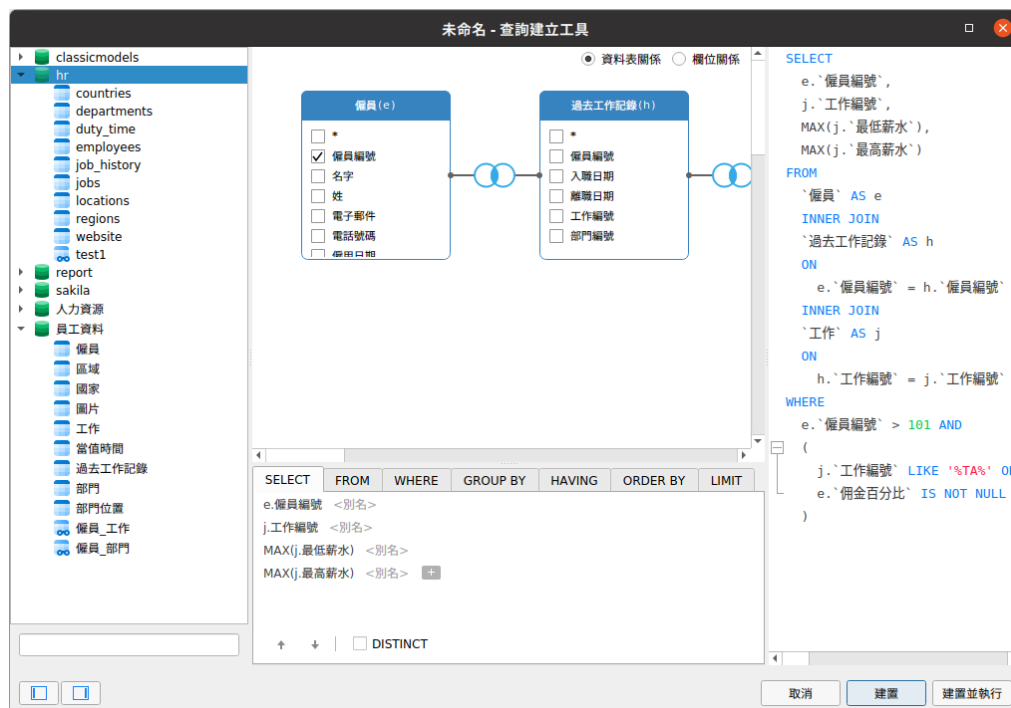 未命名 - 查詢建立工具
classicmodels
hr
countries
departments
duty_time
employees
job_history
jobs
locations
regions
website
test1
report
sakila
人力資源
員工資料
僱員
區域
國家
圖片
工作
當值時間
過去工作記錄
部門
部門位置
僱員_工作
僱員_部門
資料表關係 欄位關係
僱員(e)
*
僱員編號
名字
姓
電子郵件
電話號碼
僱用日期
過去工作記錄(h)
*
僱員編號
入職日期
離職日期
工作編號
部門編號
SELECT FROM WHERE GROUP BY HAVING ORDER BY LIMIT
e.僱員編號 <別名>
j.工作編號 <別名>
MAX(j.最低薪水) <別名>
MAX(j.最高薪水) <別名> +
DISTINCT
SELECT
e.`僱員編號`,
j.`工作編號`,
MAX(j.`最低薪水`),
MAX(j.`最高薪水`)
FROM
`僱員` AS e
INNER JOIN
`過去工作記錄` AS h
ON
e.`僱員編號` = h.`僱員編號`
INNER JOIN
`工作` AS j
ON
h.`工作編號` = j.`工作編號`
WHERE
e.`僱員編號` > 101 AND
(
j.`工作編號` LIKE '%TA%' OR
e.`佣金百分比` IS NOT NULL
)
取消 建置 建置並執行